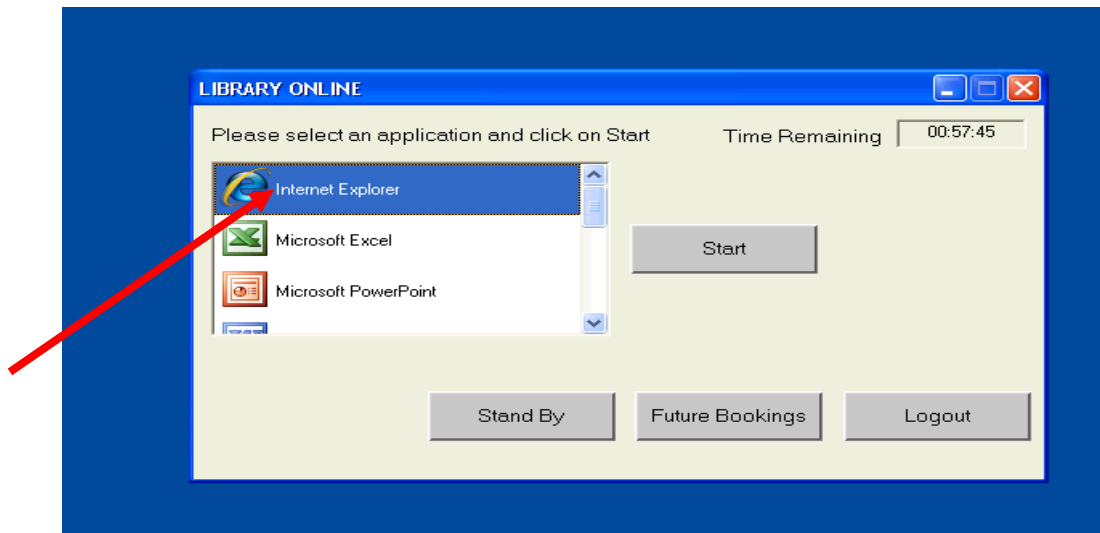 LIBRARY ONLINE
Please select an application and click on Start
Time Remaining 00:57:45
Internet Explorer
Microsoft Excel
Start
Microsoft PowerPoint
Stand By
Future Bookings
Logout